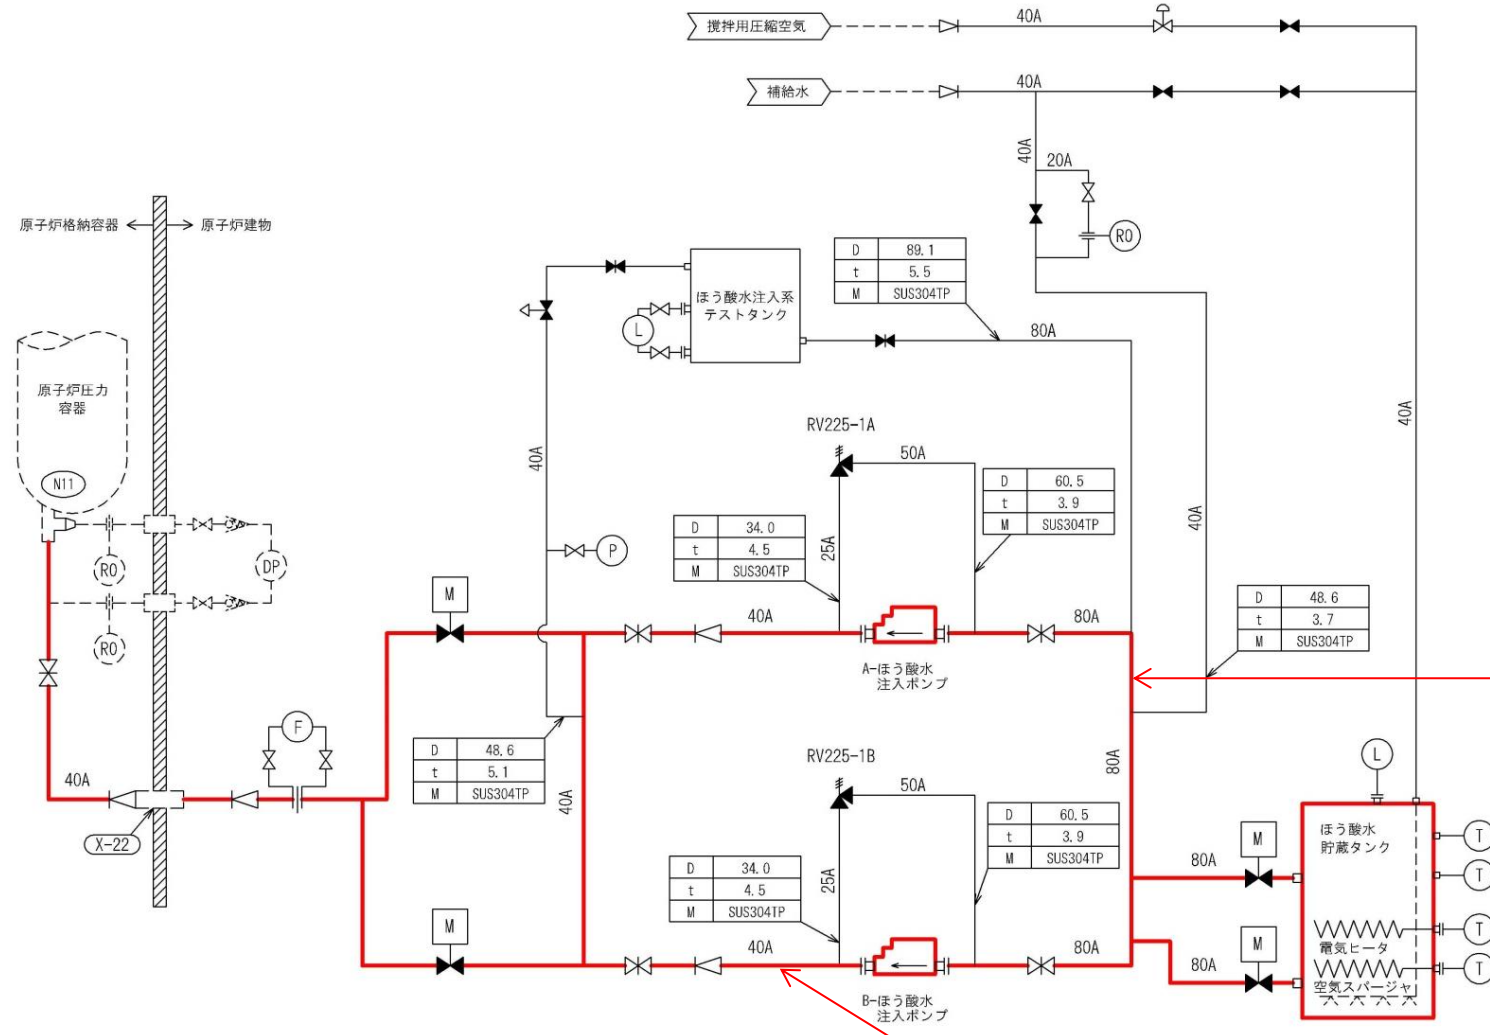 攪拌用圧縮空気
40A
補給水
40A
40A
20A
RO
原子炉格納容器
原子炉建物
D 89.1
t 5.5
M SUS304TP
ほう酸水注入系
テストタンク
L
80A
原子炉圧力
容器
N11
RV225-1A
50A
40A
40A
40A
D 60.5
t 3.9
M SUS304TP
D 34.0
t 4.5
M SUS304TP
25A
P
RO
DP
RO
M
40A
80A
A-ほう酸水
注入ポンプ
D 48.6
t 3.7
M SUS304TP
F
D 48.6
t 5.1
M SUS304TP
RV225-1B
50A
80A
L
40A
40A
X-22
D 60.5
t 3.9
M SUS304TP
D 34.0
t 4.5
M SUS304TP
25A
M
80A
ほう酸水
貯蔵タンク
T
T
M
40A
80A
M
80A
電気ヒータ
T
空気スパージャ
T
B-ほう酸水
注入ポンプ